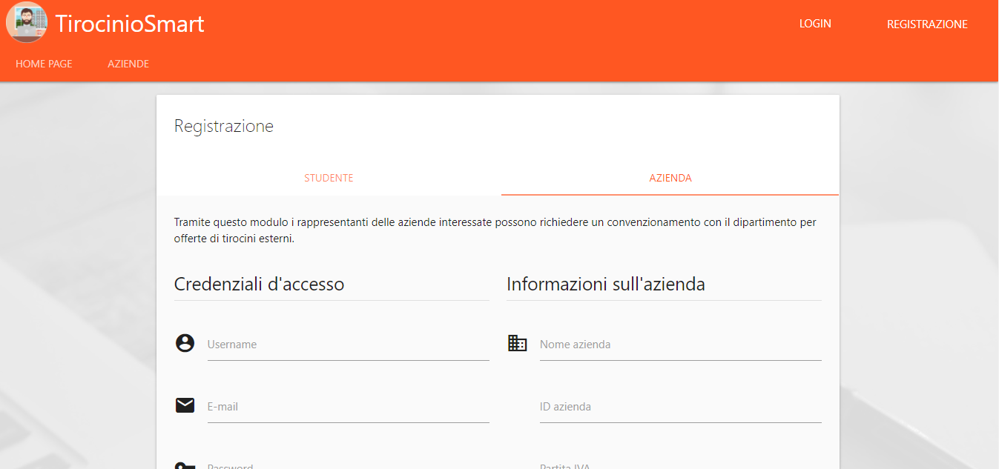 TirocinioSmart
LOGIN
REGISTRAZIONE
HOME PAGE
AZIENDE
Registrazione
STUDENTE
AZIENDA
Tramite questo modulo i rappresentanti delle aziende interessate possono richiedere un convenzionamento con il dipartimento per
offerte di tirocini esterni.
Credenziali d'accesso
Informazioni sull'azienda
Username
Nome azienda
E-mail
ID azienda
Password
Partita IVA